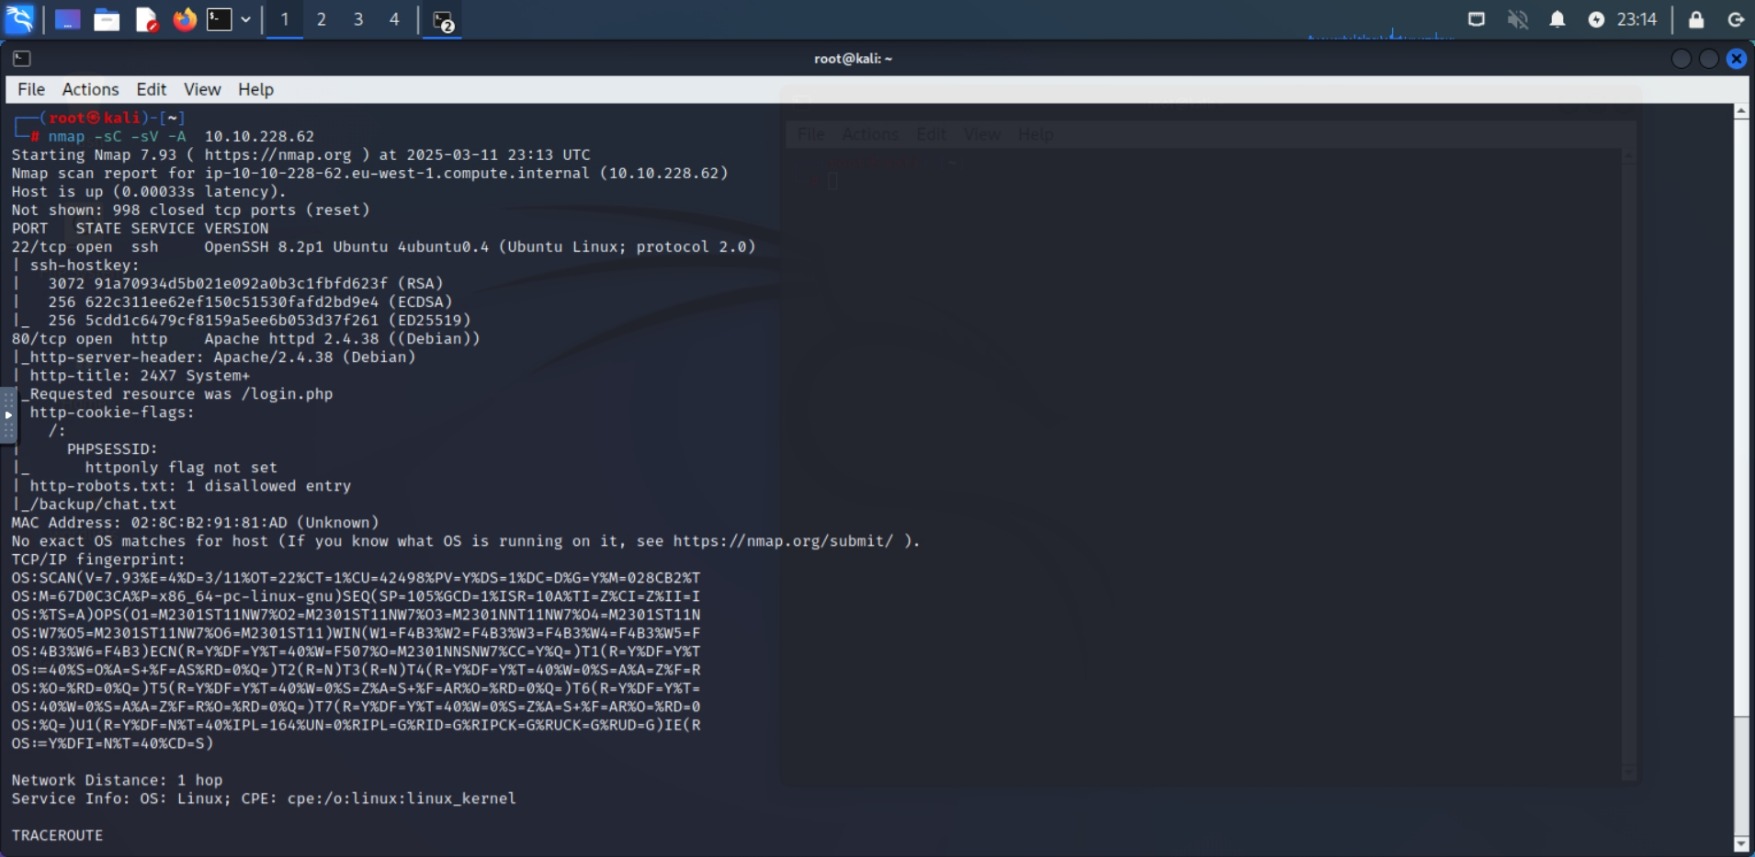 1 2 3 4 2 23:14
root@kali: ~
File Actions Edit View Help
(root㉿kali)-[~]
# nmap -sC -sV -A  10.10.228.62
File Actions Edit View Help
Starting Nmap 7.93 ( https://nmap.org ) at 2025-03-11 23:13 UTC
Nmap scan report for ip-10-10-228-62.eu-west-1.compute.internal (10.10.228.62)
Host is up (0.00033s latency).
Not shown: 998 closed tcp ports (reset)
PORT   STATE SERVICE VERSION
22/tcp open  ssh     OpenSSH 8.2p1 Ubuntu 4ubuntu0.4 (Ubuntu Linux; protocol 2.0)
| ssh-hostkey:
|   3072 91a70934d5b021e092a0b3c1fbfd623f (RSA)
|   256 622c311ee62ef150c51530fafd2bd9e4 (ECDSA)
|_  256 5cdd1c6479cf8159a5ee6b053d37f261 (ED25519)
80/tcp open  http    Apache httpd 2.4.38 ((Debian))
|_http-server-header: Apache/2.4.38 (Debian)
| http-title: 24X7 System+
_Requested resource was /login.php
http-cookie-flags:
/:
|     PHPSESSID:
|_      httponly flag not set
| http-robots.txt: 1 disallowed entry
|_/backup/chat.txt
MAC Address: 02:8C:B2:91:81:AD (Unknown)
No exact OS matches for host (If you know what OS is running on it, see https://nmap.org/submit/ ).
TCP/IP fingerprint:
OS:SCAN(V=7.93%E=4%D=3/11%OT=22%CT=1%CU=42498%PV=Y%DS=1%DC=D%G=Y%M=028CB2%T
OS:M=67D0C3CA%P=x86_64-pc-linux-gnu)SEQ(SP=105%GCD=1%ISR=10A%TI=Z%CI=Z%II=I
OS:%TS=A)OPS(O1=M2301ST11NW7%O2=M2301ST11NW7%O3=M2301NNT11NW7%O4=M2301ST11N
OS:W7%O5=M2301ST11NW7%O6=M2301ST11)WIN(W1=F4B3%W2=F4B3%W3=F4B3%W4=F4B3%W5=F
OS:4B3%W6=F4B3)ECN(R=Y%DF=Y%T=40%W=F507%O=M2301NNSNW7%CC=Y%Q=)T1(R=Y%DF=Y%T
OS:=40%S=O%A=S+%F=AS%RD=0%Q=)T2(R=N)T3(R=N)T4(R=Y%DF=Y%T=40%W=0%S=A%A=Z%F=R
OS:%O=%RD=0%Q=)T5(R=Y%DF=Y%T=40%W=0%S=Z%A=S+%F=AR%O=%RD=0%Q=)T6(R=Y%DF=Y%T=
OS:40%W=0%S=A%A=Z%F=R%O=%RD=0%Q=)T7(R=Y%DF=Y%T=40%W=0%S=Z%A=S+%F=AR%O=%RD=0
OS:%Q=)U1(R=Y%DF=N%T=40%IPL=164%UN=0%RIPL=G%RID=G%RIPCK=G%RUCK=G%RUD=G)IE(R
OS:=Y%DFI=N%T=40%CD=S)
Network Distance: 1 hop
Service Info: OS: Linux; CPE: cpe:/o:linux:linux_kernel
TRACEROUTE